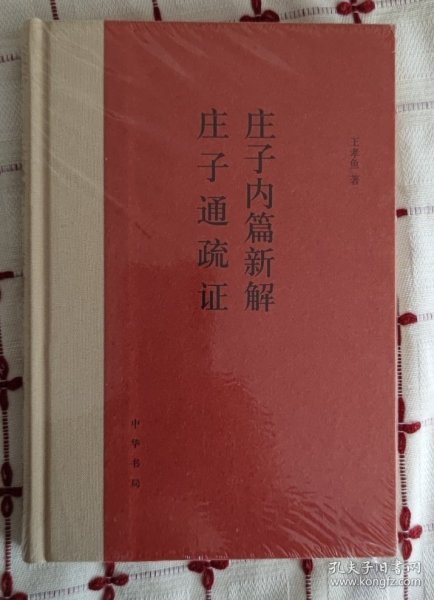 王孝鱼 著
庄子内篇新解
庄子通疏证
中华书局
孔夫子旧书网
www.kongfz.com